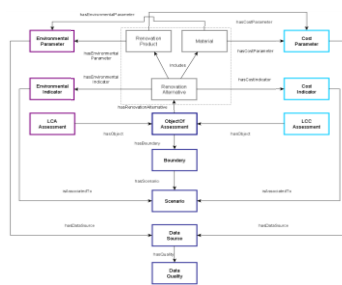 hasEnvironmentalParameter
hasCostParameter
Environmental
Parameter
Renovation
Product
Material
Cost
Parameter
hasEnvironmental
Parameter
hasCostParameter
includes
hasEnvironmental
Indicator
hasCostIndicator
Environmental
Indicator
Renovation
Alternative
Cost
Indicator
hasRenovationAlternative
LCA
Assessment
ObjectOf
Assessment
LCC
Assessment
hasObject
hasObject
hasBoundary
Boundary
hasScenario
isAssociatedTo
isAssociatedTo
Scenario
hasDataSource
hasDataSource
Data
Source
hasQuality
Data
Quality